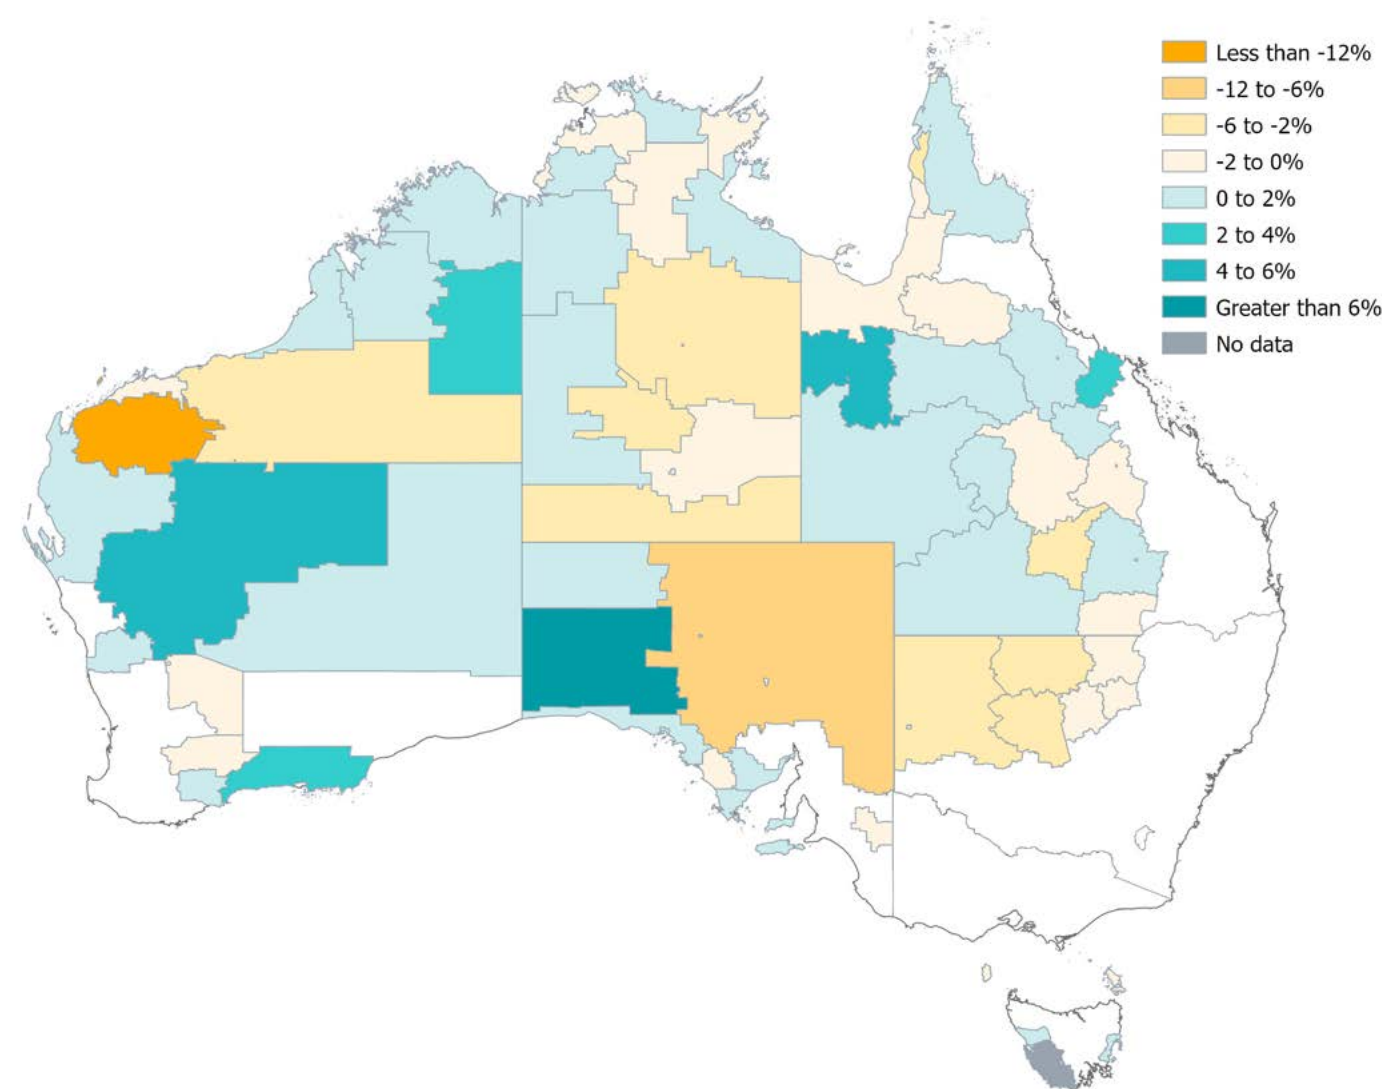 Less than -12%
-12 to -6%
-6 to -2%
-2 to 0%
0 to 2%
2 to 4%
4 to 6%
Greater than 6%
No data